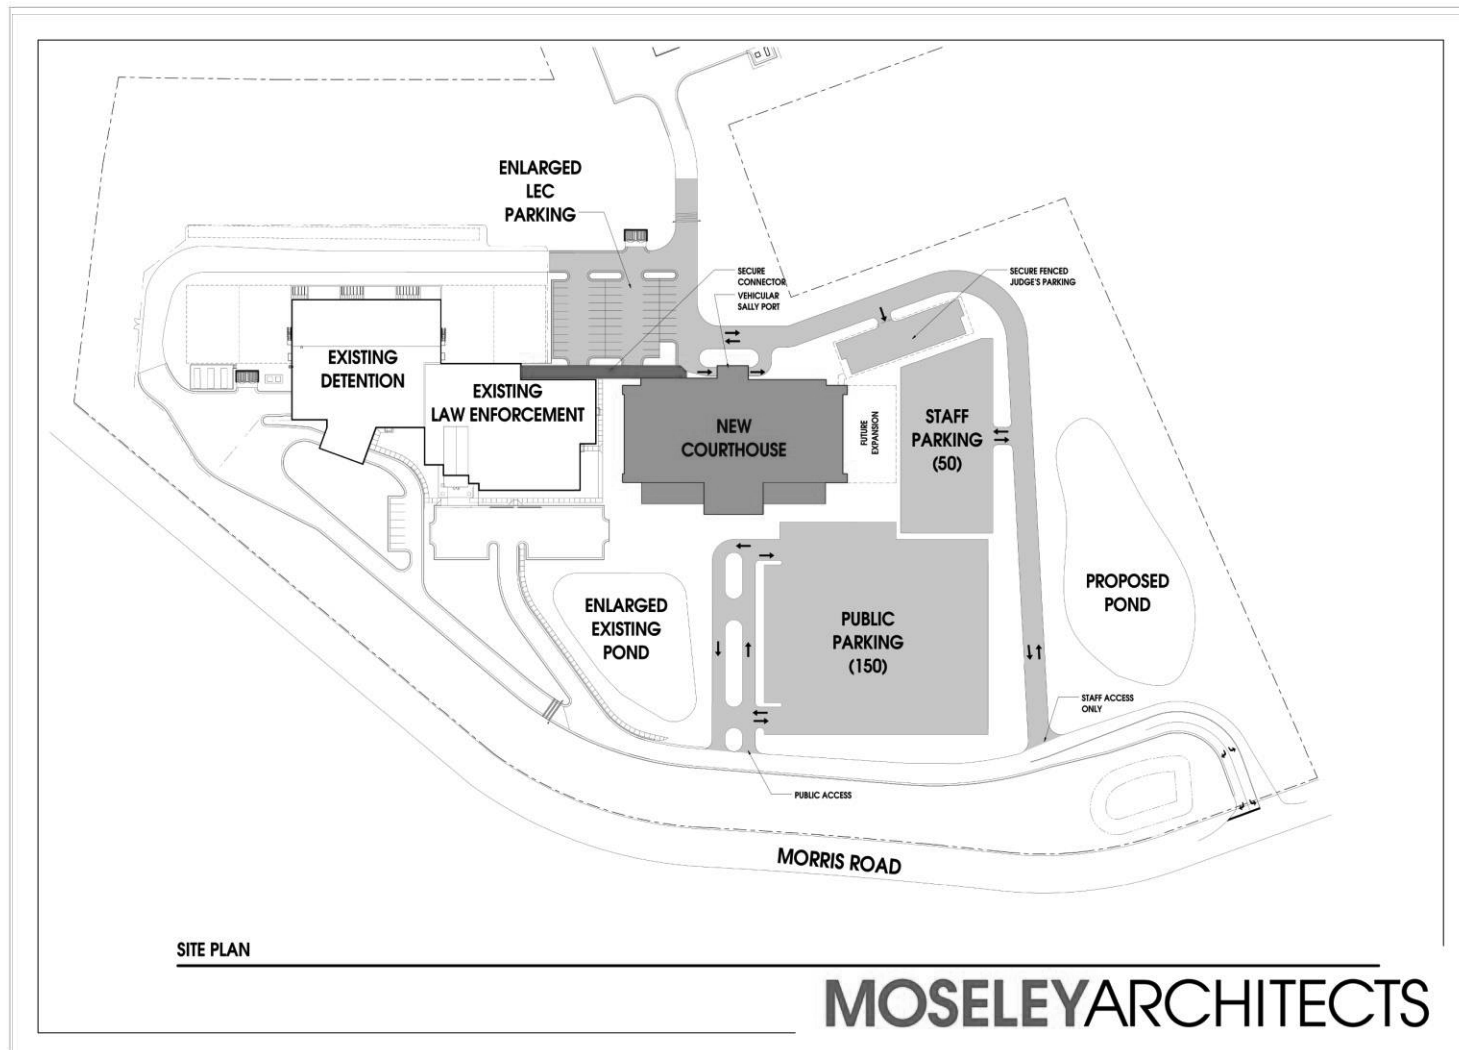 ENLARGED
LEC
PARKING
SECURE
CONNECTOR
VEHICULAR
SALLY PORT
SECURE FENCED
JUDGE'S PARKING
EXISTING
DETENTION
EXISTING
LAW ENFORCEMENT
NEW
COURTHOUSE
FUTURE
EXPANSION
STAFF
PARKING
(50)
ENLARGED
EXISTING
POND
PUBLIC
PARKING
(150)
PROPOSED
POND
STAFF ACCESS
ONLY
PUBLIC ACCESS
MORRIS ROAD
SITE PLAN
MOSELEYARCHITECTS